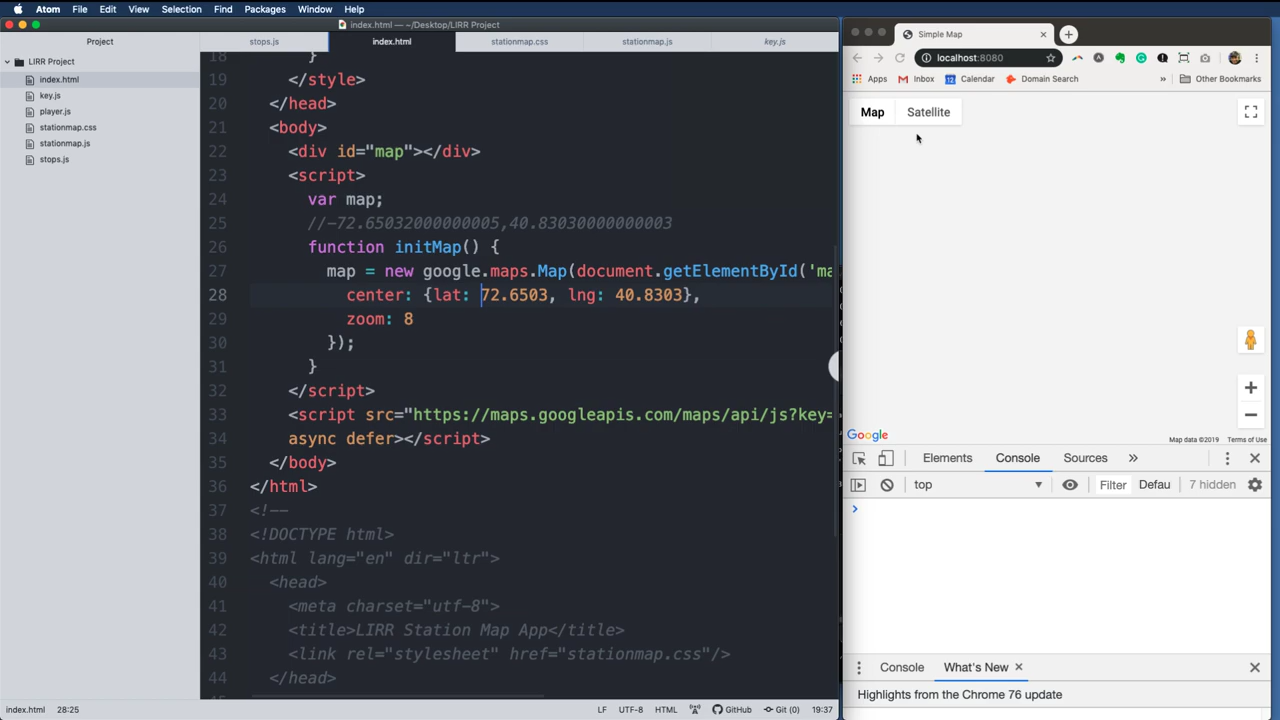 Atom File Edit View Selection Find Packages Window Help
index.html — ~/Desktop/LIRR Project
Project
stops.js
index.html
stationmap.css
stationmap.js
key.js
LIRR Project
index.html
key.js
player.js
stationmap.css
stationmap.js
stops.js
18 }
19 </style>
20 </head>
21 <body>
22 <div id="map"></div>
23 <script>
24 var map;
25 //-72.65032000000005,40.83030000000003
26 function initMap() {
27 map = new google.maps.Map(document.getElementById('ma
28 center: {lat: 72.6503, lng: 40.8303},
29 zoom: 8
30 });
31 }
32 </script>
33 <script src="https://maps.googleapis.com/maps/api/js?key=
34 async defer></script>
35 </body>
36 </html>
37 <!--
38 <!DOCTYPE html>
39 <html lang="en" dir="ltr">
40 <head>
41 <meta charset="utf-8">
42 <title>LIRR Station Map App</title>
43 <link rel="stylesheet" href="stationmap.css"/>
44 </head>
index.html 28:25
LF UTF-8 HTML GitHub Git (0) 19:37
Simple Map
localhost:8080
Apps Inbox Calendar Domain Search » Other Bookmarks
Map Satellite
Google
Map data ©2019 Terms of Use
Elements Console Sources »
top Filter Defau 7 hidden
Console What's New
Highlights from the Chrome 76 update